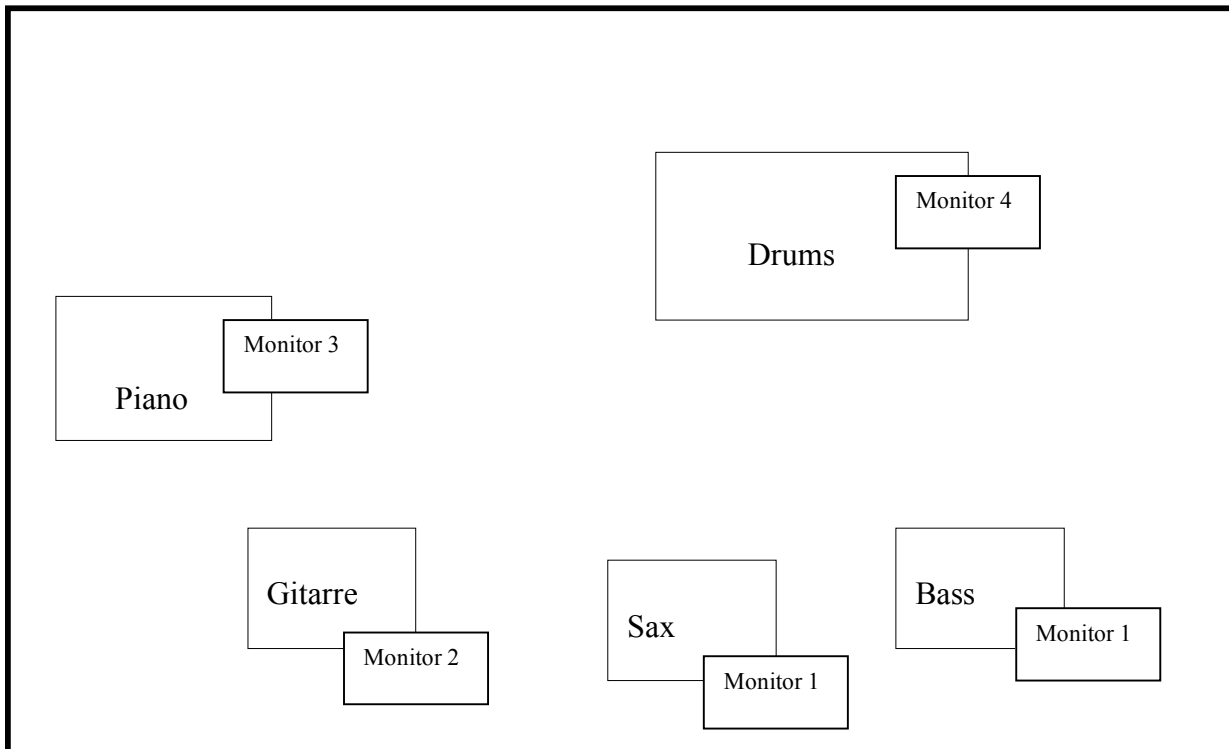 Monitor 4
Drums
Monitor 3
Piano
Gitarre
Monitor 2
Sax
Monitor 1
Bass
Monitor 1